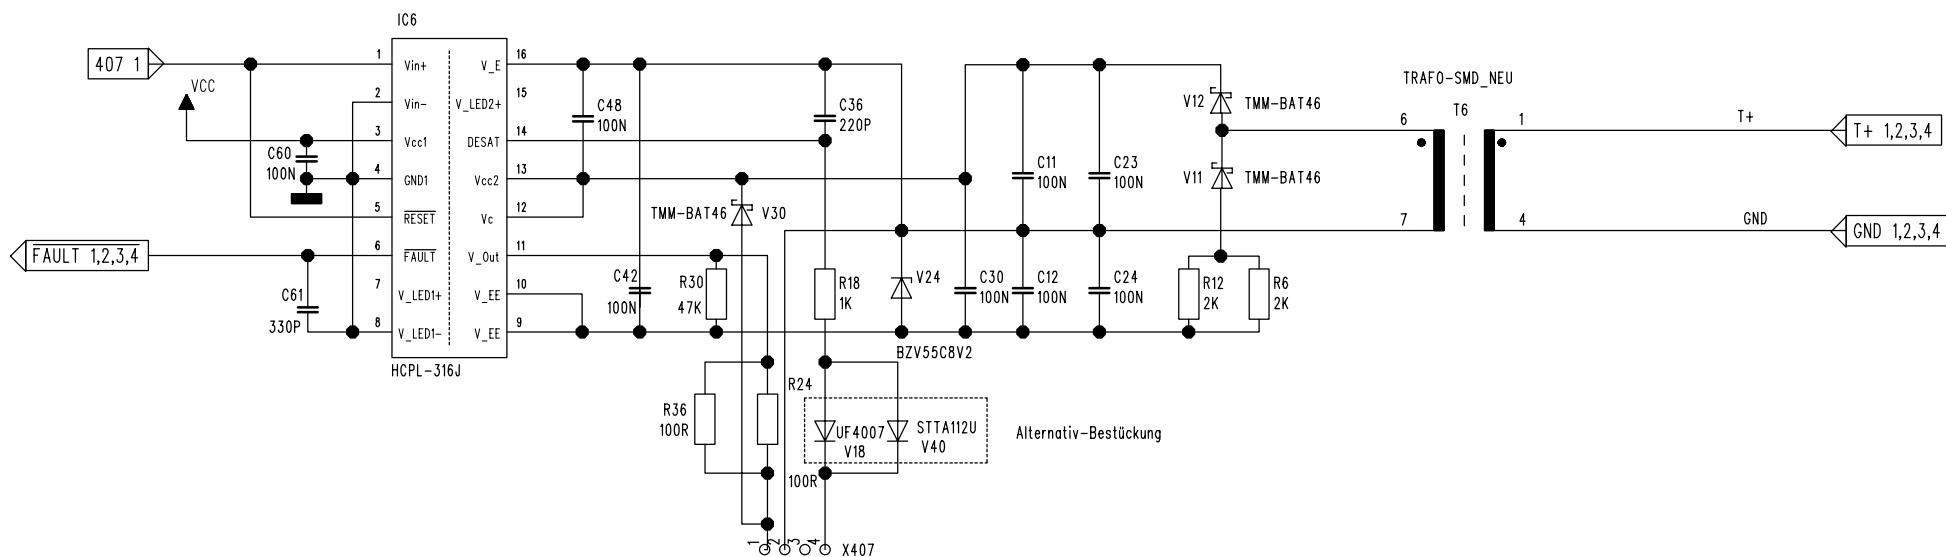 IC6
407 1
VCC
1
Vin+
2
Vin-
3
Vcc1
4
GND1
5
RESET
6
FAULT
7
V_LED1+
8
V_LED1-
16
V_E
15
V_LED2+
14
DESAT
13
Vcc2
12
Vc
11
V_Out
10
V_EE
9
V_EE
HCPL-316J
C60
100N
FAULT 1,2,3,4
C61
330P
C48
100N
C36
220P
TMM-BAT46
V30
C42
100N
R30
47K
R18
1K
V24
BZV55C8V2
C30
100N
C11
100N
C23
100N
C12
100N
C24
100N
V12
TMM-BAT46
V11
TMM-BAT46
R12
2K
R6
2K
TRAFO-SMD_NEU
T6
6
7
1
4
T+
GND
T+ 1,2,3,4
GND 1,2,3,4
R36
100R
R24
100R
UF4007
V18
STTA112U
V40
Alternativ-Bestückung
1
2
3
4
X407